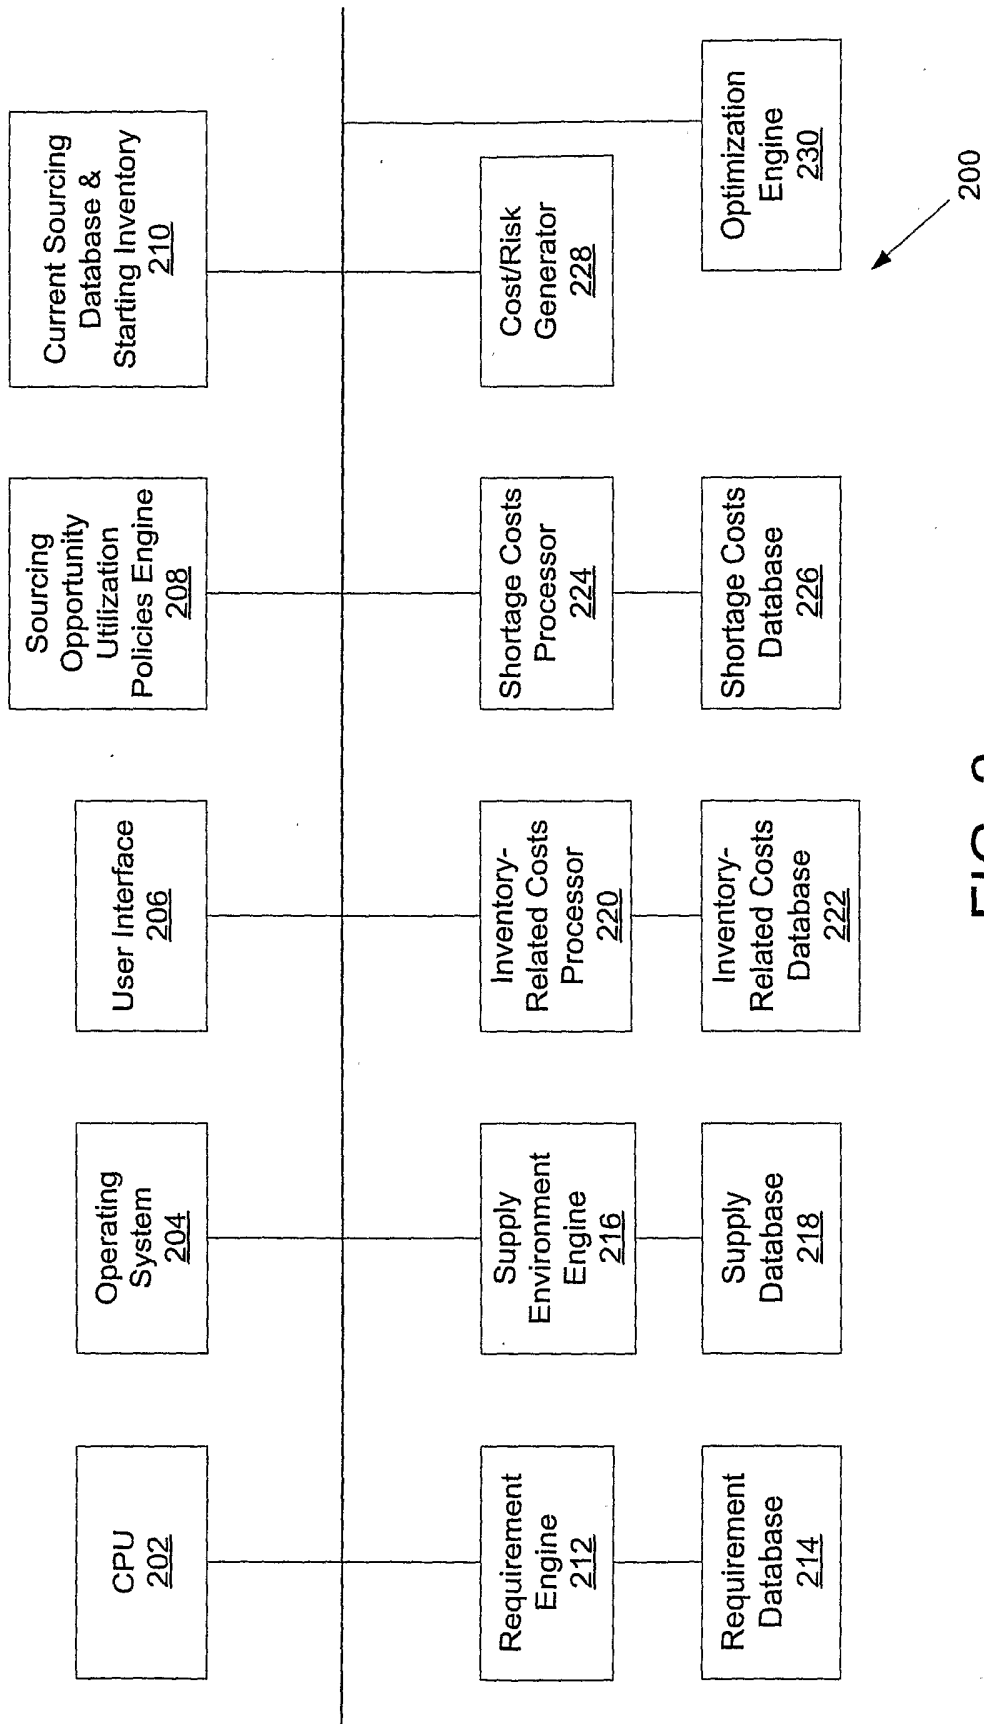 CPU
202
Operating
System
204
User Interface
206
Sourcing
Opportunity
Utilization
Policies Engine
208
Current Sourcing
Database &
Starting Inventory
210
Requirement
Engine
212
Supply
Environment
Engine
216
Inventory-
Related Costs
Processor
220
Shortage Costs
Processor
224
Cost/Risk
Generator
228
Requirement
Database
214
Supply
Database
218
Inventory-
Related Costs
Database
222
Shortage Costs
Database
226
Optimization
Engine
230
200